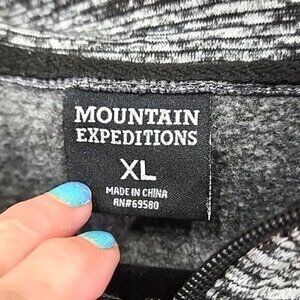 MOUNTAIN
EXPEDITIONS
XL
MADE IN CHINA
RN#69580